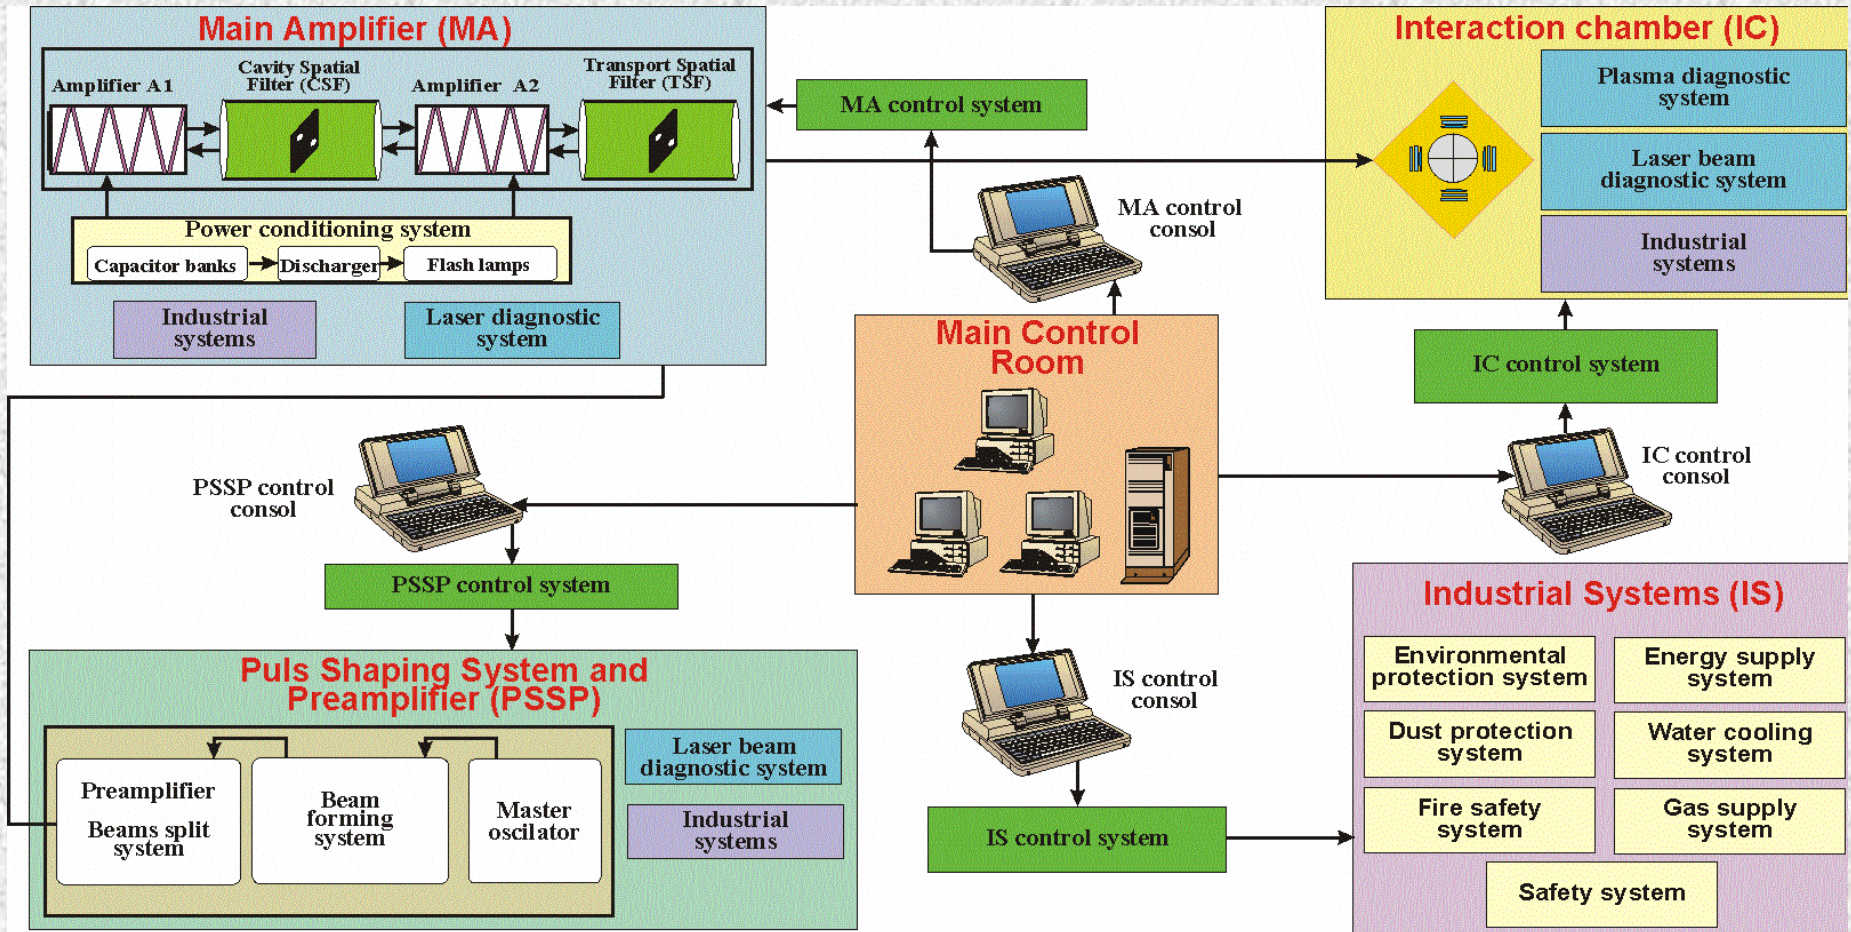 Main Amplifier (MA)
Amplifier A1
Cavity Spatial
Filter (CSF)
Amplifier A2
Transport Spatial
Filter (TSF)
Power conditioning system
Capacitor banks
Discharger
Flash lamps
Industrial
systems
Laser diagnostic
system
MA control system
MA control
consol
Interaction chamber (IC)
Plasma diagnostic
system
Laser beam
diagnostic system
Industrial
systems
IC control system
IC control
consol
Main Control
Room
PSSP control
consol
PSSP control system
Puls Shaping System and
Preamplifier (PSSP)
Preamplifier
Beams split
system
Beam
forming
system
Master
oscilator
Laser beam
diagnostic system
Industrial
systems
IS control
consol
IS control system
Industrial Systems (IS)
Environmental
protection system
Energy supply
system
Dust protection
system
Water cooling
system
Fire safety
system
Gas supply
system
Safety system